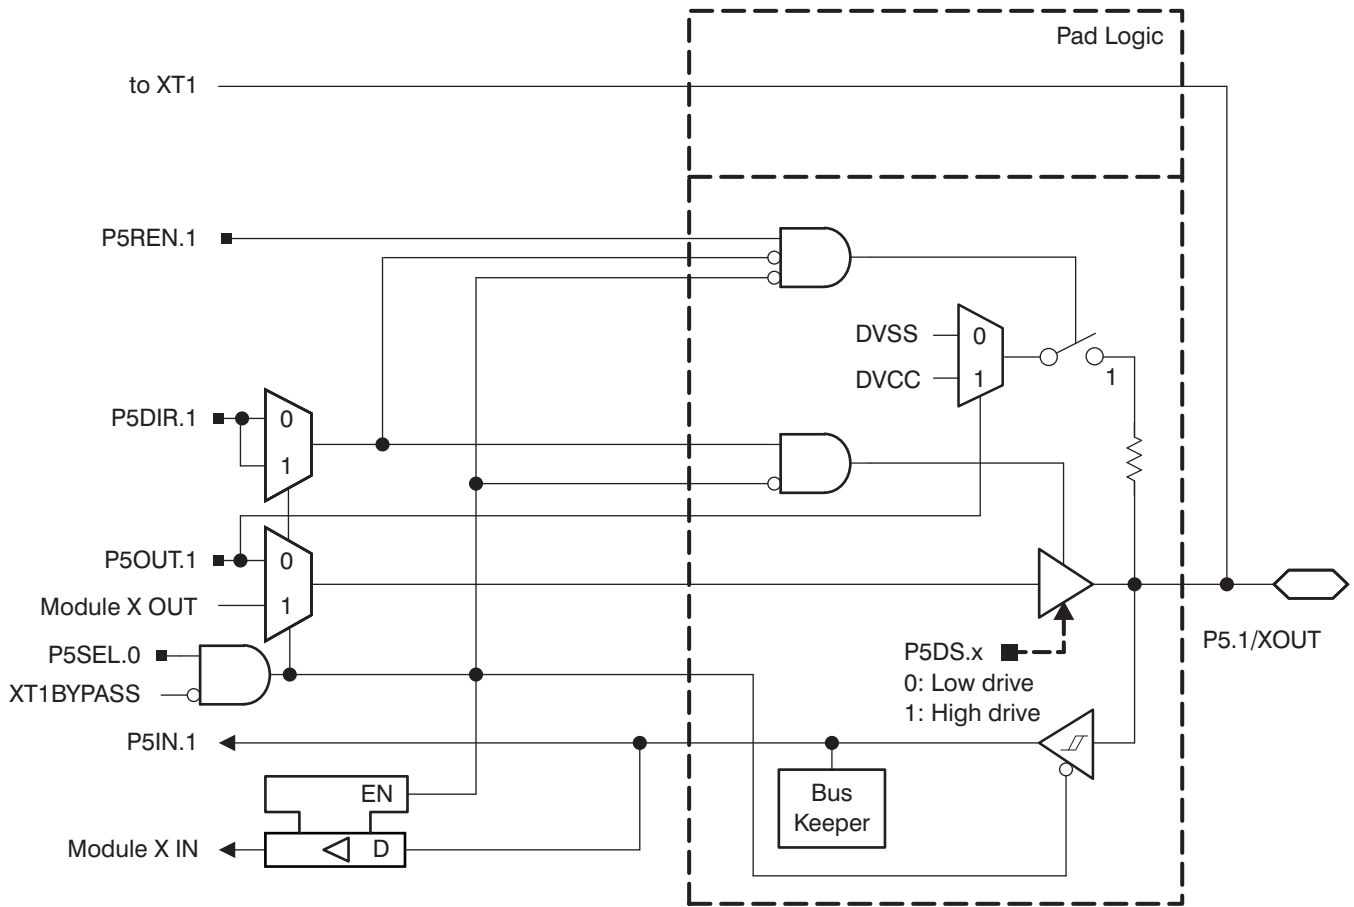 Pad Logic
to XT1
P5REN.1
DVSS
0
DVCC
1
1
P5DIR.1
0
1
P5OUT.1
0
Module X OUT
1
P5SEL.0
XT1BYPASS
P5DS.x
0: Low drive
1: High drive
P5.1/XOUT
P5IN.1
EN
Bus
Keeper
Module X IN
D